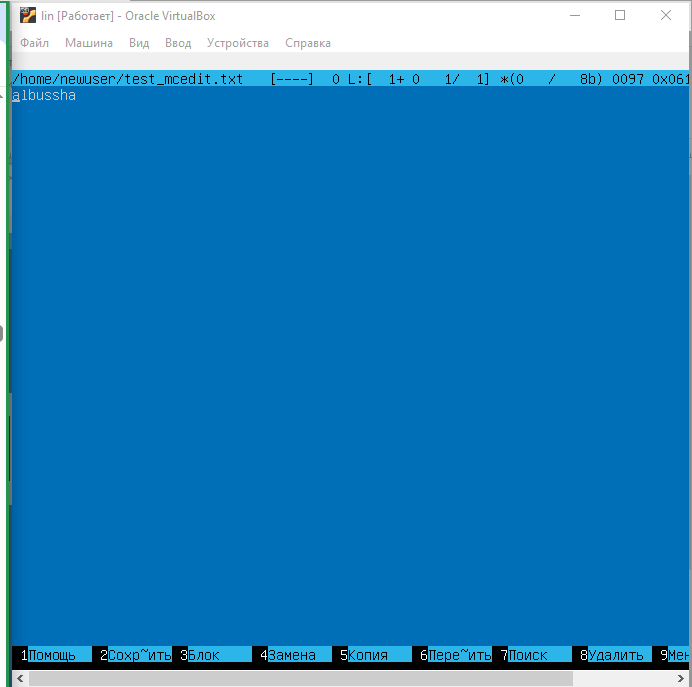 lin [Работает] - Oracle VirtualBox
Файл Машина Вид Ввод Устройства Справка
/home/newuser/test_mcedit.txt [----] 0 L:[ 1+ 0 1/ 1] *(0 / 8b) 0097 0x061
albussha
1Помощь 2Сохр~ить 3Блок 4Замена 5Копия 6Пере~ить 7Поиск 8Удалить 9Мен